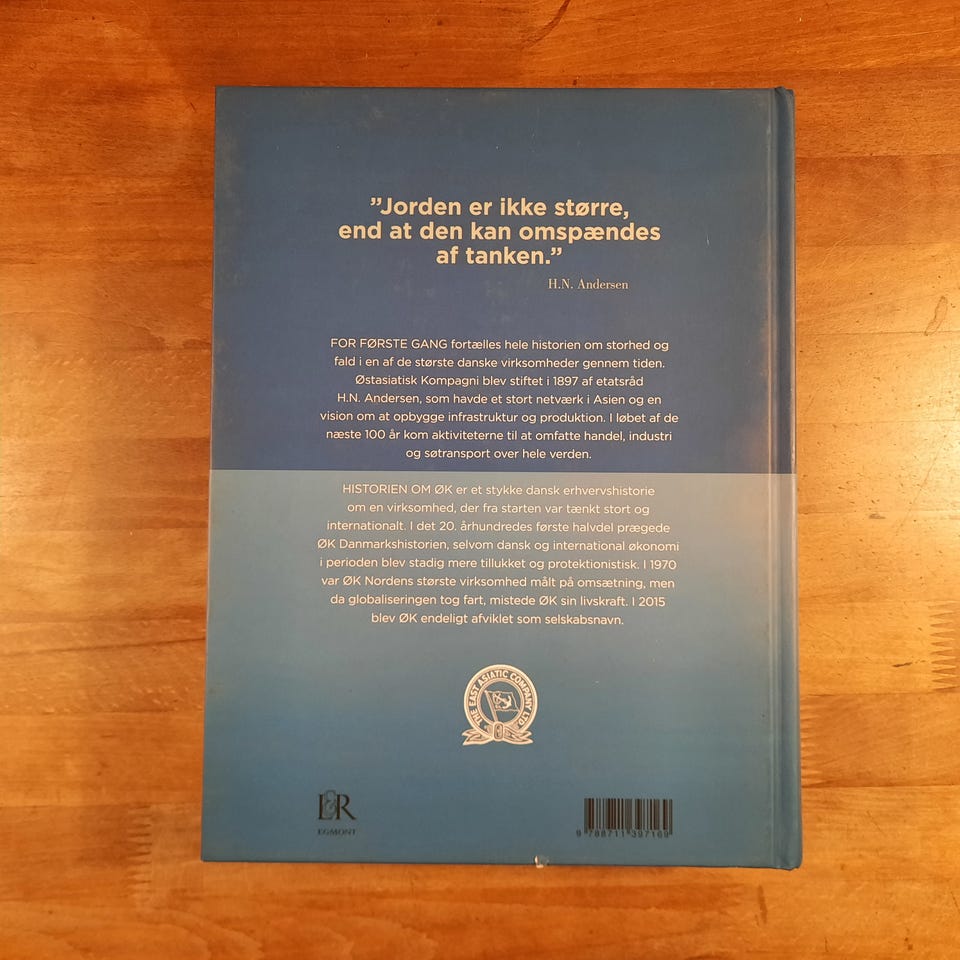 ”Jorden er ikke større,
end at den kan omspændes
af tanken.”
H.N. Andersen
FOR FØRSTE GANG fortælles hele historien om storhed og
fald i en af de største danske virksomheder gennem tiden.
Østasiatisk Kompagni blev stiftet i 1897 af etatsråd
H.N. Andersen, som havde et stort netværk i Asien og en
vision om at opbygge infrastruktur og produktion. I løbet af de
næste 100 år kom aktiviteterne til at omfatte handel, industri
og søtransport over hele verden.
HISTORIEN OM ØK er et stykke dansk erhvervshistorie
om en virksomhed, der fra starten var tænkt stort og
internationalt. I det 20. århundredes første halvdel prægede
ØK Danmarkshistorien, selvom dansk og international økonomi
i perioden blev stadig mere tillukket og protektionistisk. I 1970
var ØK Nordens største virksomhed målt på omsætning, men
da globaliseringen tog fart, mistede ØK sin livskraft. I 2015
blev ØK endeligt afviklet som selskabsnavn.
THE EAST ASIATIC COMPANY LTD
L&R
EGMONT
9 788711 397169